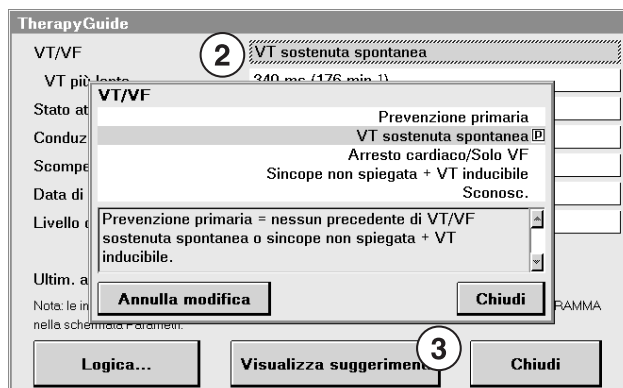 TherapyGuide
VT/VF
2
VT sostenuta spontanea
VT più lento
340 ms (176 min⁻¹)
VT/VF
Stato at
Prevenzione primaria
Conduz
VT sostenuta spontanea P
Arresto cardiaco/Solo VF
Scompe
Sincope non spiegata + VT inducibile
Data di
Sconosc.
Livello
Prevenzione primaria = nessun precedente di VT/VF
sostenuta spontanea o sincope non spiegata + VT
inducibile.
Ultim. a
Annulla modifica
Chiudi
Nota: le in
RAMMA
nella schermata Parametri.
3
Logica...
Visualizza suggeriment
Chiudi